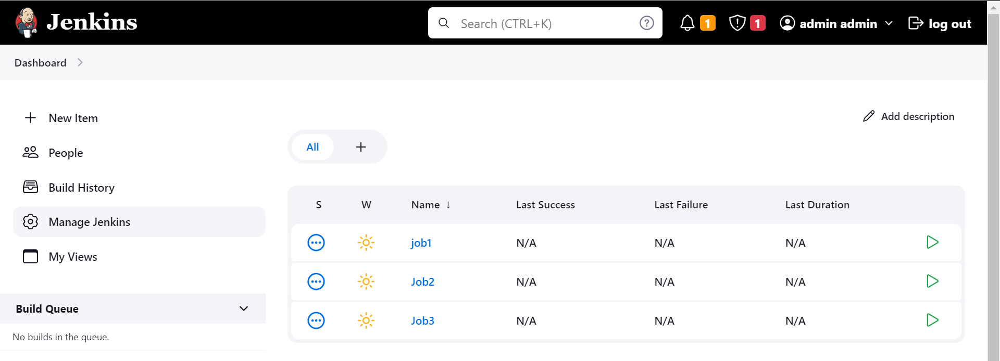 Jenkins
Search (CTRL+K)
1
1
admin admin
log out
Dashboard
New Item
People
Build History
Manage Jenkins
My Views
Build Queue
No builds in the queue.
Add description
All
S W Name ↓ Last Success Last Failure Last Duration
job1 N/A N/A N/A
Job2 N/A N/A N/A
Job3 N/A N/A N/A